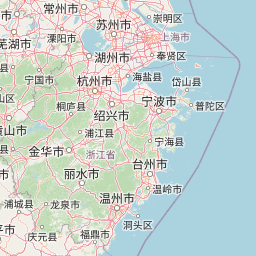 常州市
崇明区
苏州市
上海市
芜湖市
溧阳市
湖州市
奉贤区
宁国市
海盐县
杭州市
岱山县
桐庐县
宁波市
普陀区
绍兴市
黄山市
浦江县
宁海县
金华市
浙江省
台州市
丽水市
温岭市
温州市
浦城县
龙泉市
洞头区
庆元县
福鼎市